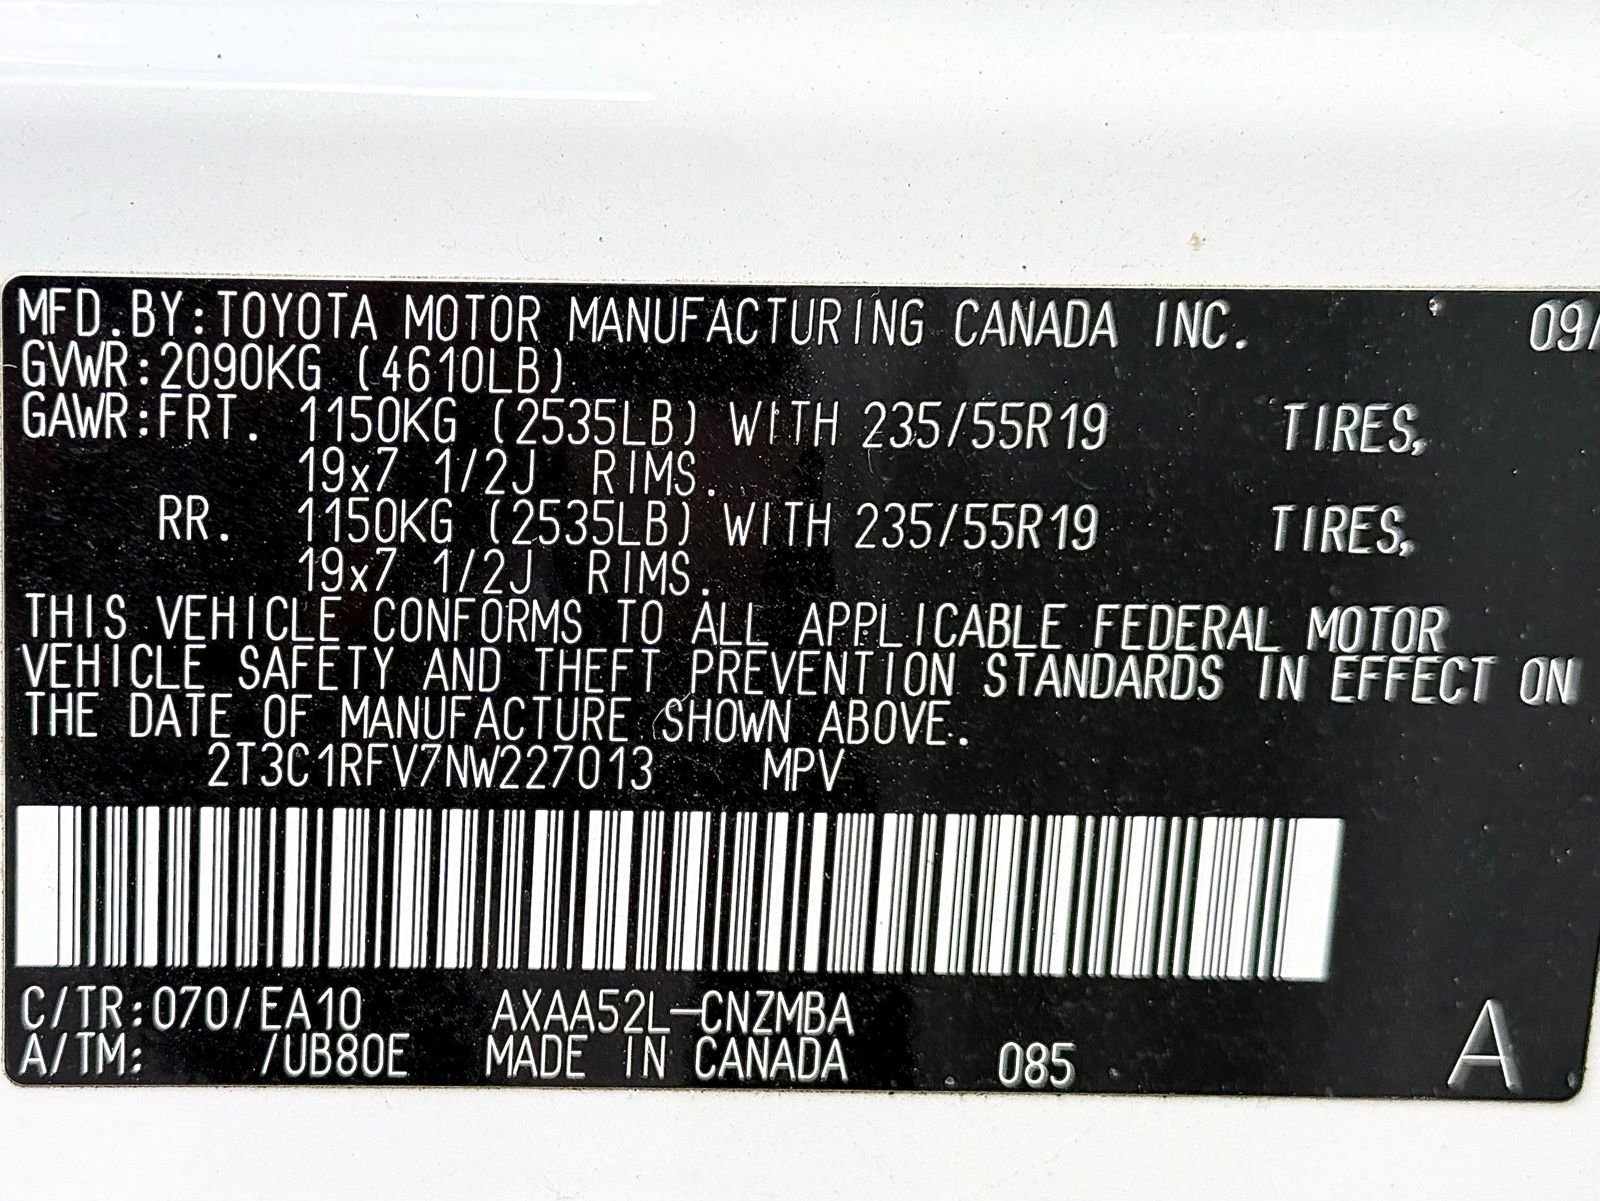 MFD.BY:TOYOTA MOTOR MANUFACTURING CANADA INC. 09/
GVWR:2090KG (4610LB)
GAWR:FRT. 1150KG (2535LB) WITH 235/55R19 TIRES,
19x7 1/2J RIMS.
RR. 1150KG (2535LB) WITH 235/55R19 TIRES,
19x7 1/2J RIMS.
THIS VEHICLE CONFORMS TO ALL APPLICABLE FEDERAL MOTOR
VEHICLE SAFETY AND THEFT PREVENTION STANDARDS IN EFFECT ON
THE DATE OF MANUFACTURE SHOWN ABOVE.
2T3C1RFV7NW227013 MPV
C/TR:070/EA10 AXAA52L-CNZMBA
A/TM: /UB80E MADE IN CANADA 085 A